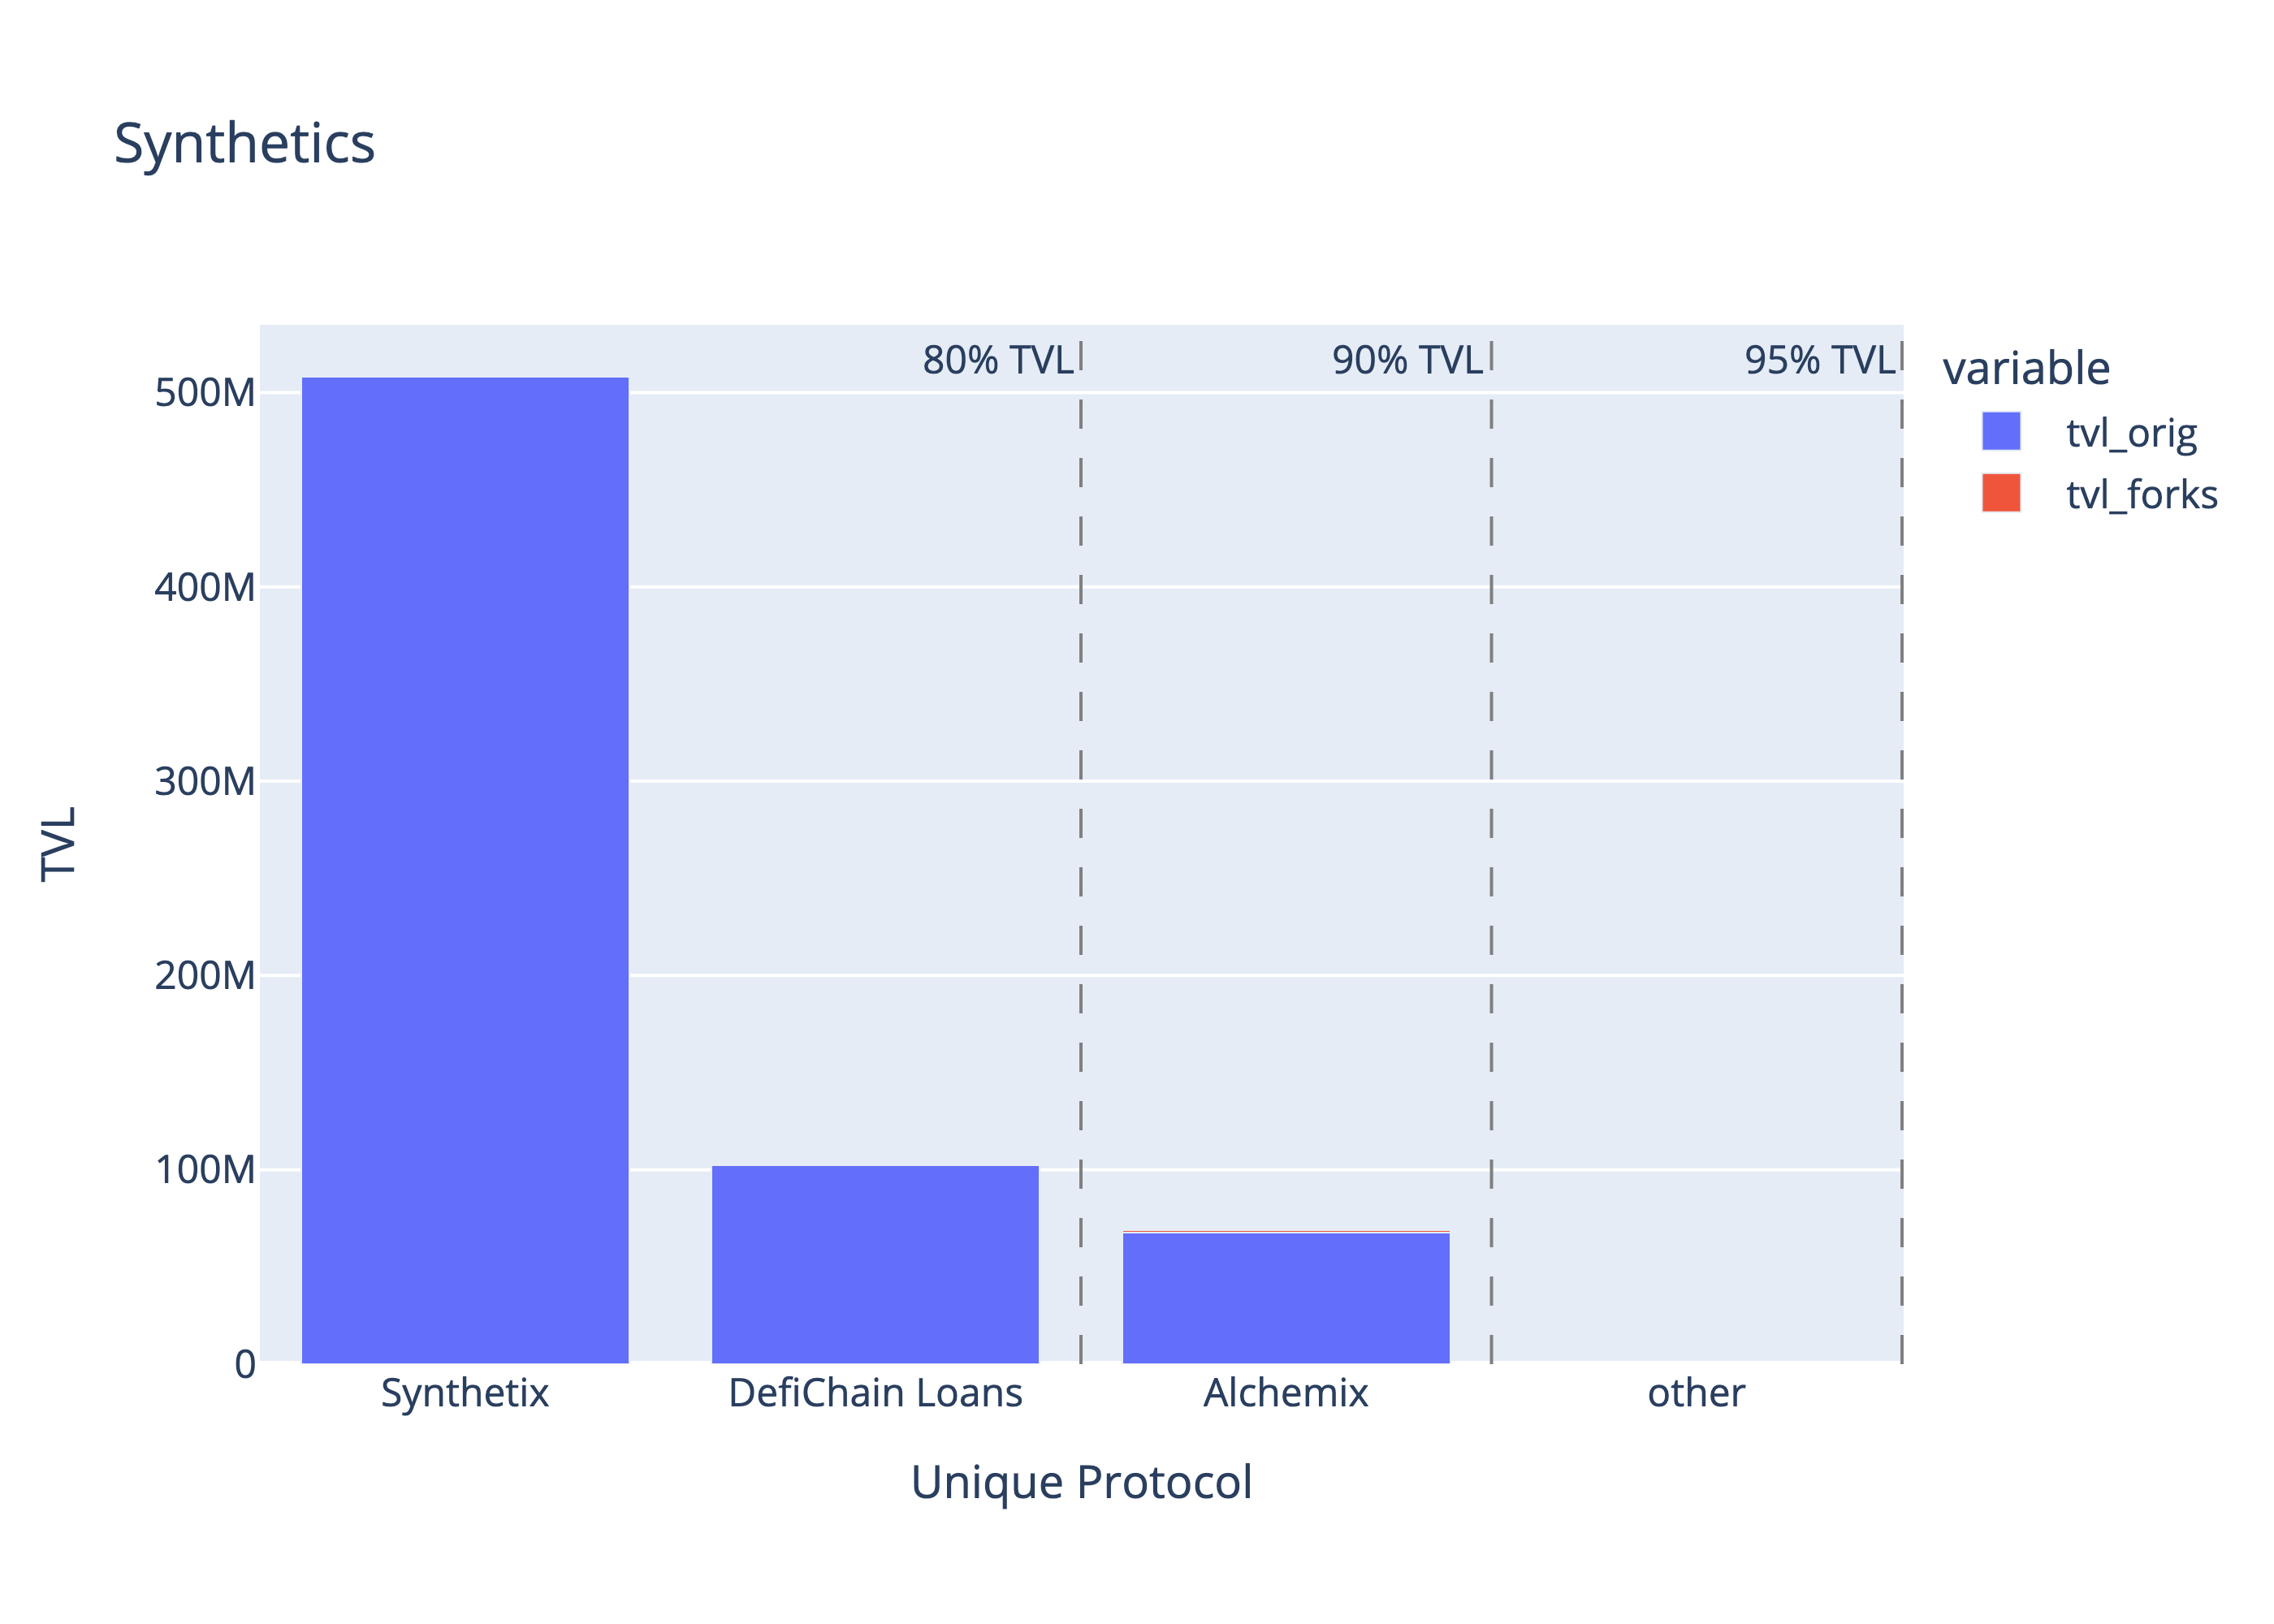 Synthetics
80% TVL
90% TVL
95% TVL
variable
tvl_orig
tvl_forks
500M
400M
300M
200M
100M
0
TVL
Synthetix
DefiChain Loans
Alchemix
other
Unique Protocol